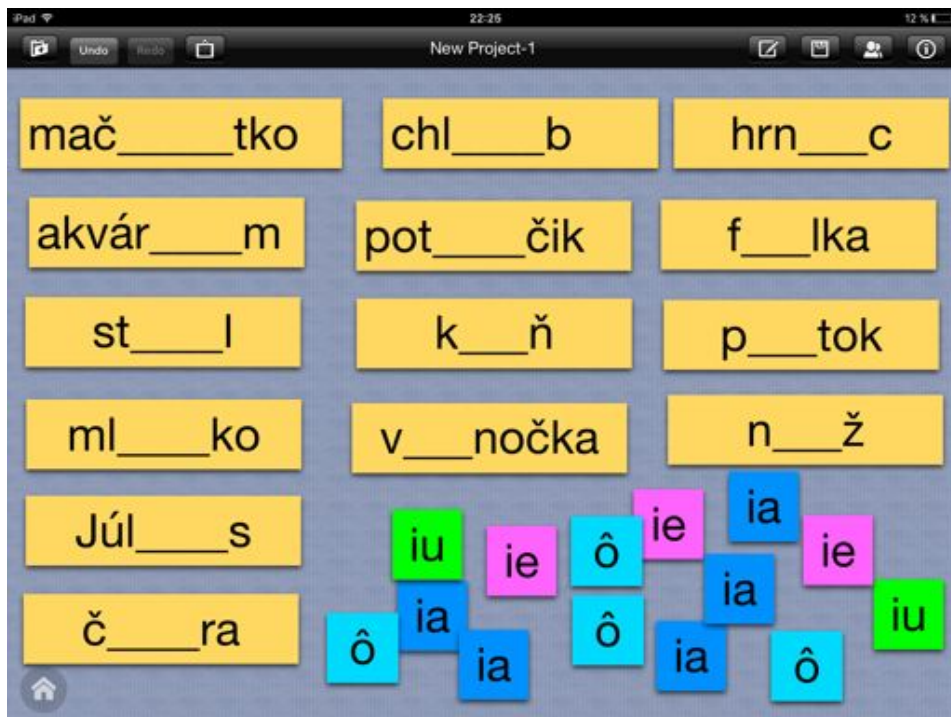 iPad 22:25 12 %
Undo Redo New Project-1
mač_____tko chl____b hrn___c
akvár____m pot____čik f___lka
st____l k___ň p___tok
ml____ko v___nočka n___ž
Júl____s
č____ra
iu ie ô ie ia ie
ô ia ia ô ia ia ô iu